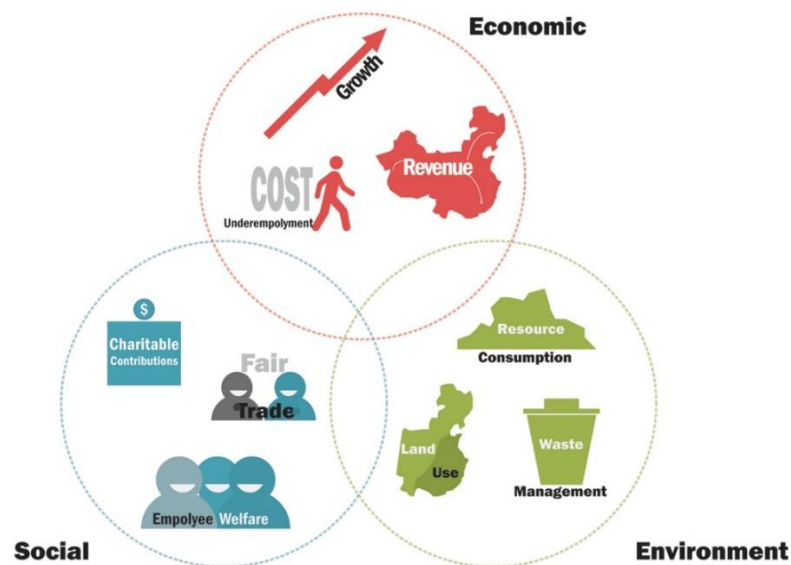 Economic
Growth
Revenue
COST
Underempolyment
$
Charitable
Contributions
Fair
Trade
Empolyee Welfare
Social
Resource
Consumption
Land
Use
Waste
Management
Environment